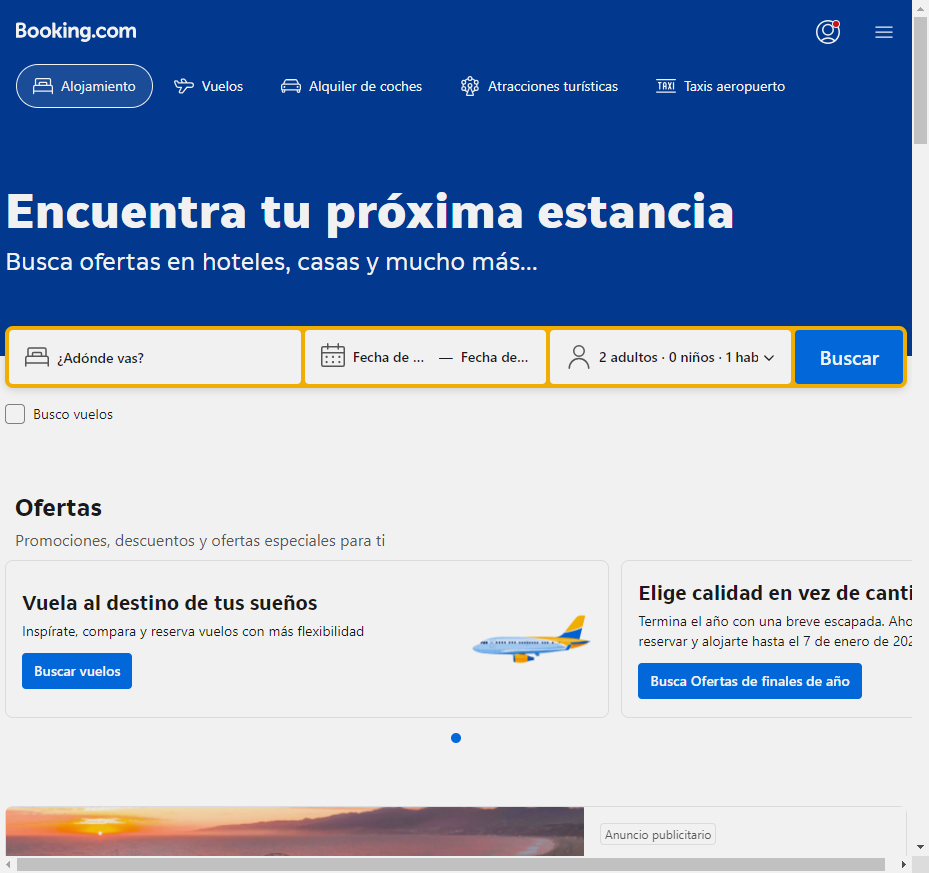 Booking.com
Alojamiento
Vuelos
Alquiler de coches
Atracciones turísticas
TAXI Taxis aeropuerto
Encuentra tu próxima estancia
Busca ofertas en hoteles, casas y mucho más...
¿Adónde vas?
Fecha de ... — Fecha de...
2 adultos · 0 niños · 1 hab
Buscar
Busco vuelos
Ofertas
Promociones, descuentos y ofertas especiales para ti
Vuela al destino de tus sueños
Inspírate, compara y reserva vuelos con más flexibilidad
Buscar vuelos
Elige calidad en vez de canti
Termina el año con una breve escapada. Aho
reservar y alojarte hasta el 7 de enero de 202
Busca Ofertas de finales de año
Anuncio publicitario